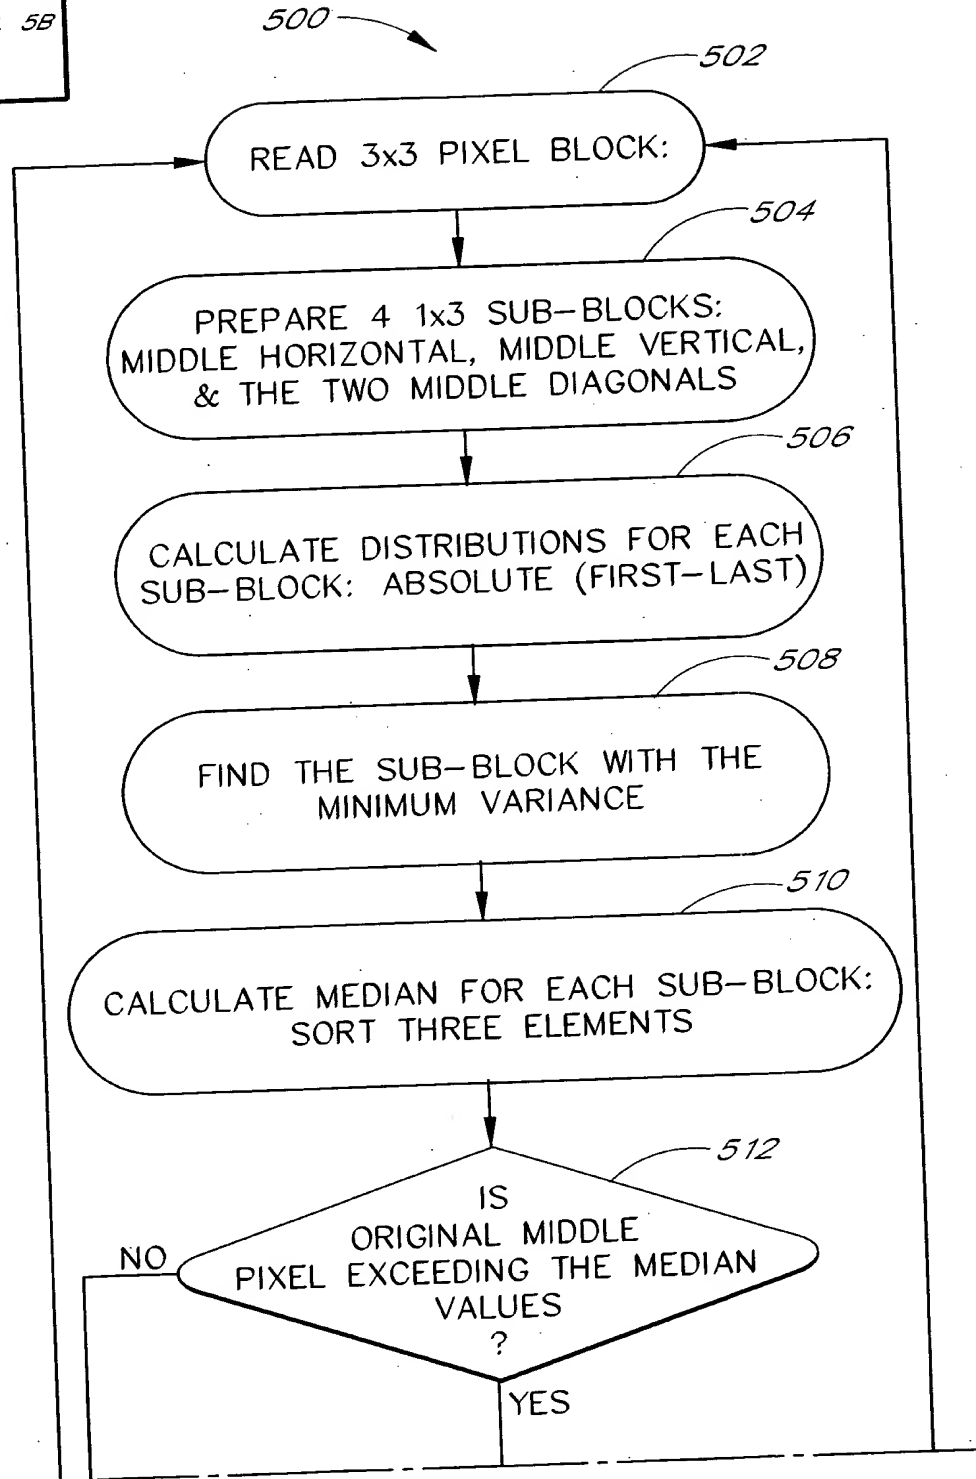 5B
500
502
READ 3x3 PIXEL BLOCK:
504
PREPARE 4 1x3 SUB-BLOCKS:
MIDDLE HORIZONTAL, MIDDLE VERTICAL,
& THE TWO MIDDLE DIAGONALS
506
CALCULATE DISTRIBUTIONS FOR EACH
SUB-BLOCK: ABSOLUTE (FIRST-LAST)
508
FIND THE SUB-BLOCK WITH THE
MINIMUM VARIANCE
510
CALCULATE MEDIAN FOR EACH SUB-BLOCK:
SORT THREE ELEMENTS
512
IS
ORIGINAL MIDDLE
PIXEL EXCEEDING THE MEDIAN
VALUES
?
NO
YES